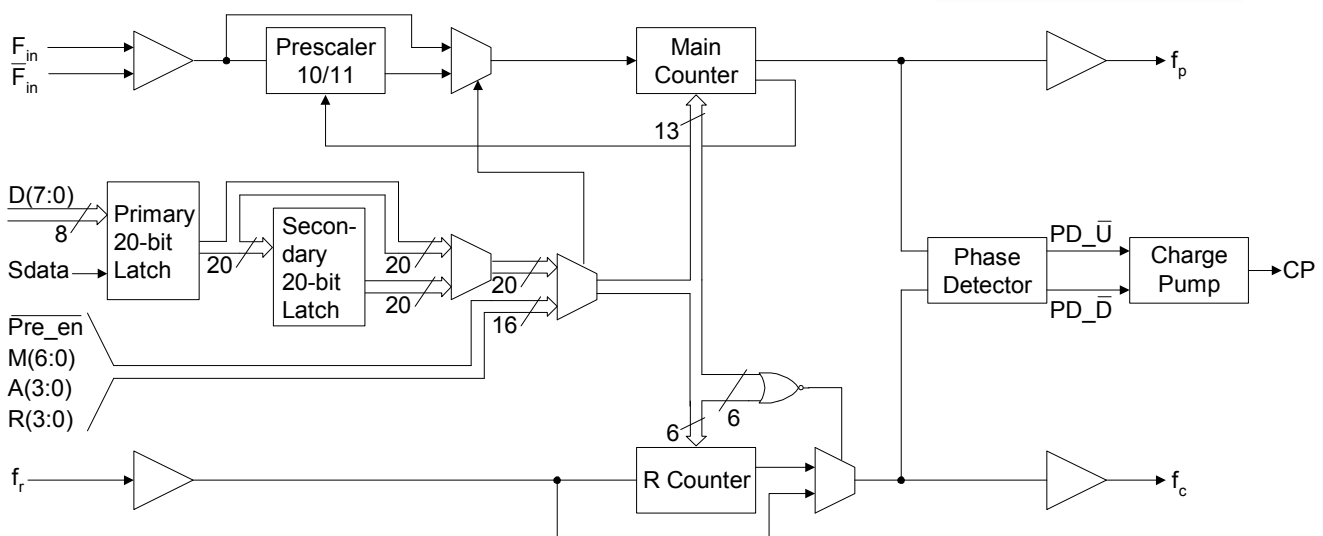 F_in
F̅_in
Prescaler
10/11
Main
Counter
f_p
13
D(7:0)
8
Primary
20-bit
Latch
Sdata
20
Secon-
dary
20-bit
Latch
20
20
20
16
Phase
Detector
PD_U̅
PD_D̅
Charge
Pump
CP
P̅r̅e̅_̅e̅n̅
M(6:0)
A(3:0)
R(3:0)
6
6
f_r
R Counter
f_c